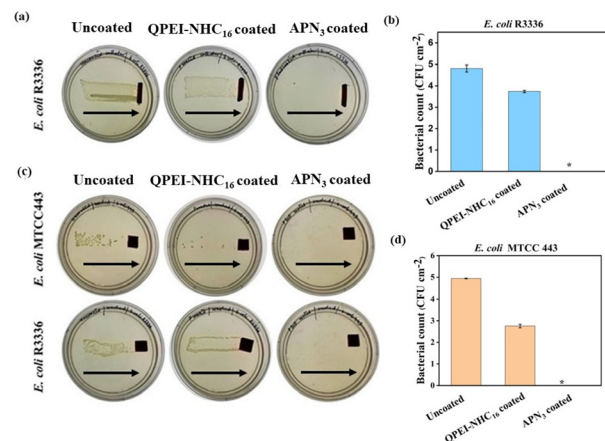 (a)
Uncoated QPEI-NHC₁₆ coated APN₃ coated
E. coli R3336
(b)
E. coli R3336
Bacterial count (CFU cm⁻²)
6
5
4
3
2
1
0
*
Uncoated
QPEI-NHC₁₆ coated
APN₃ coated
(c)
Uncoated QPEI-NHC₁₆ coated APN₃ coated
E. coli MTCC443
E. coli R3336
(d)
E. coli MTCC 443
Bacterial count (CFU cm⁻²)
6
5
4
3
2
1
0
*
Uncoated
QPEI-NHC₁₆ coated
APN₃ coated